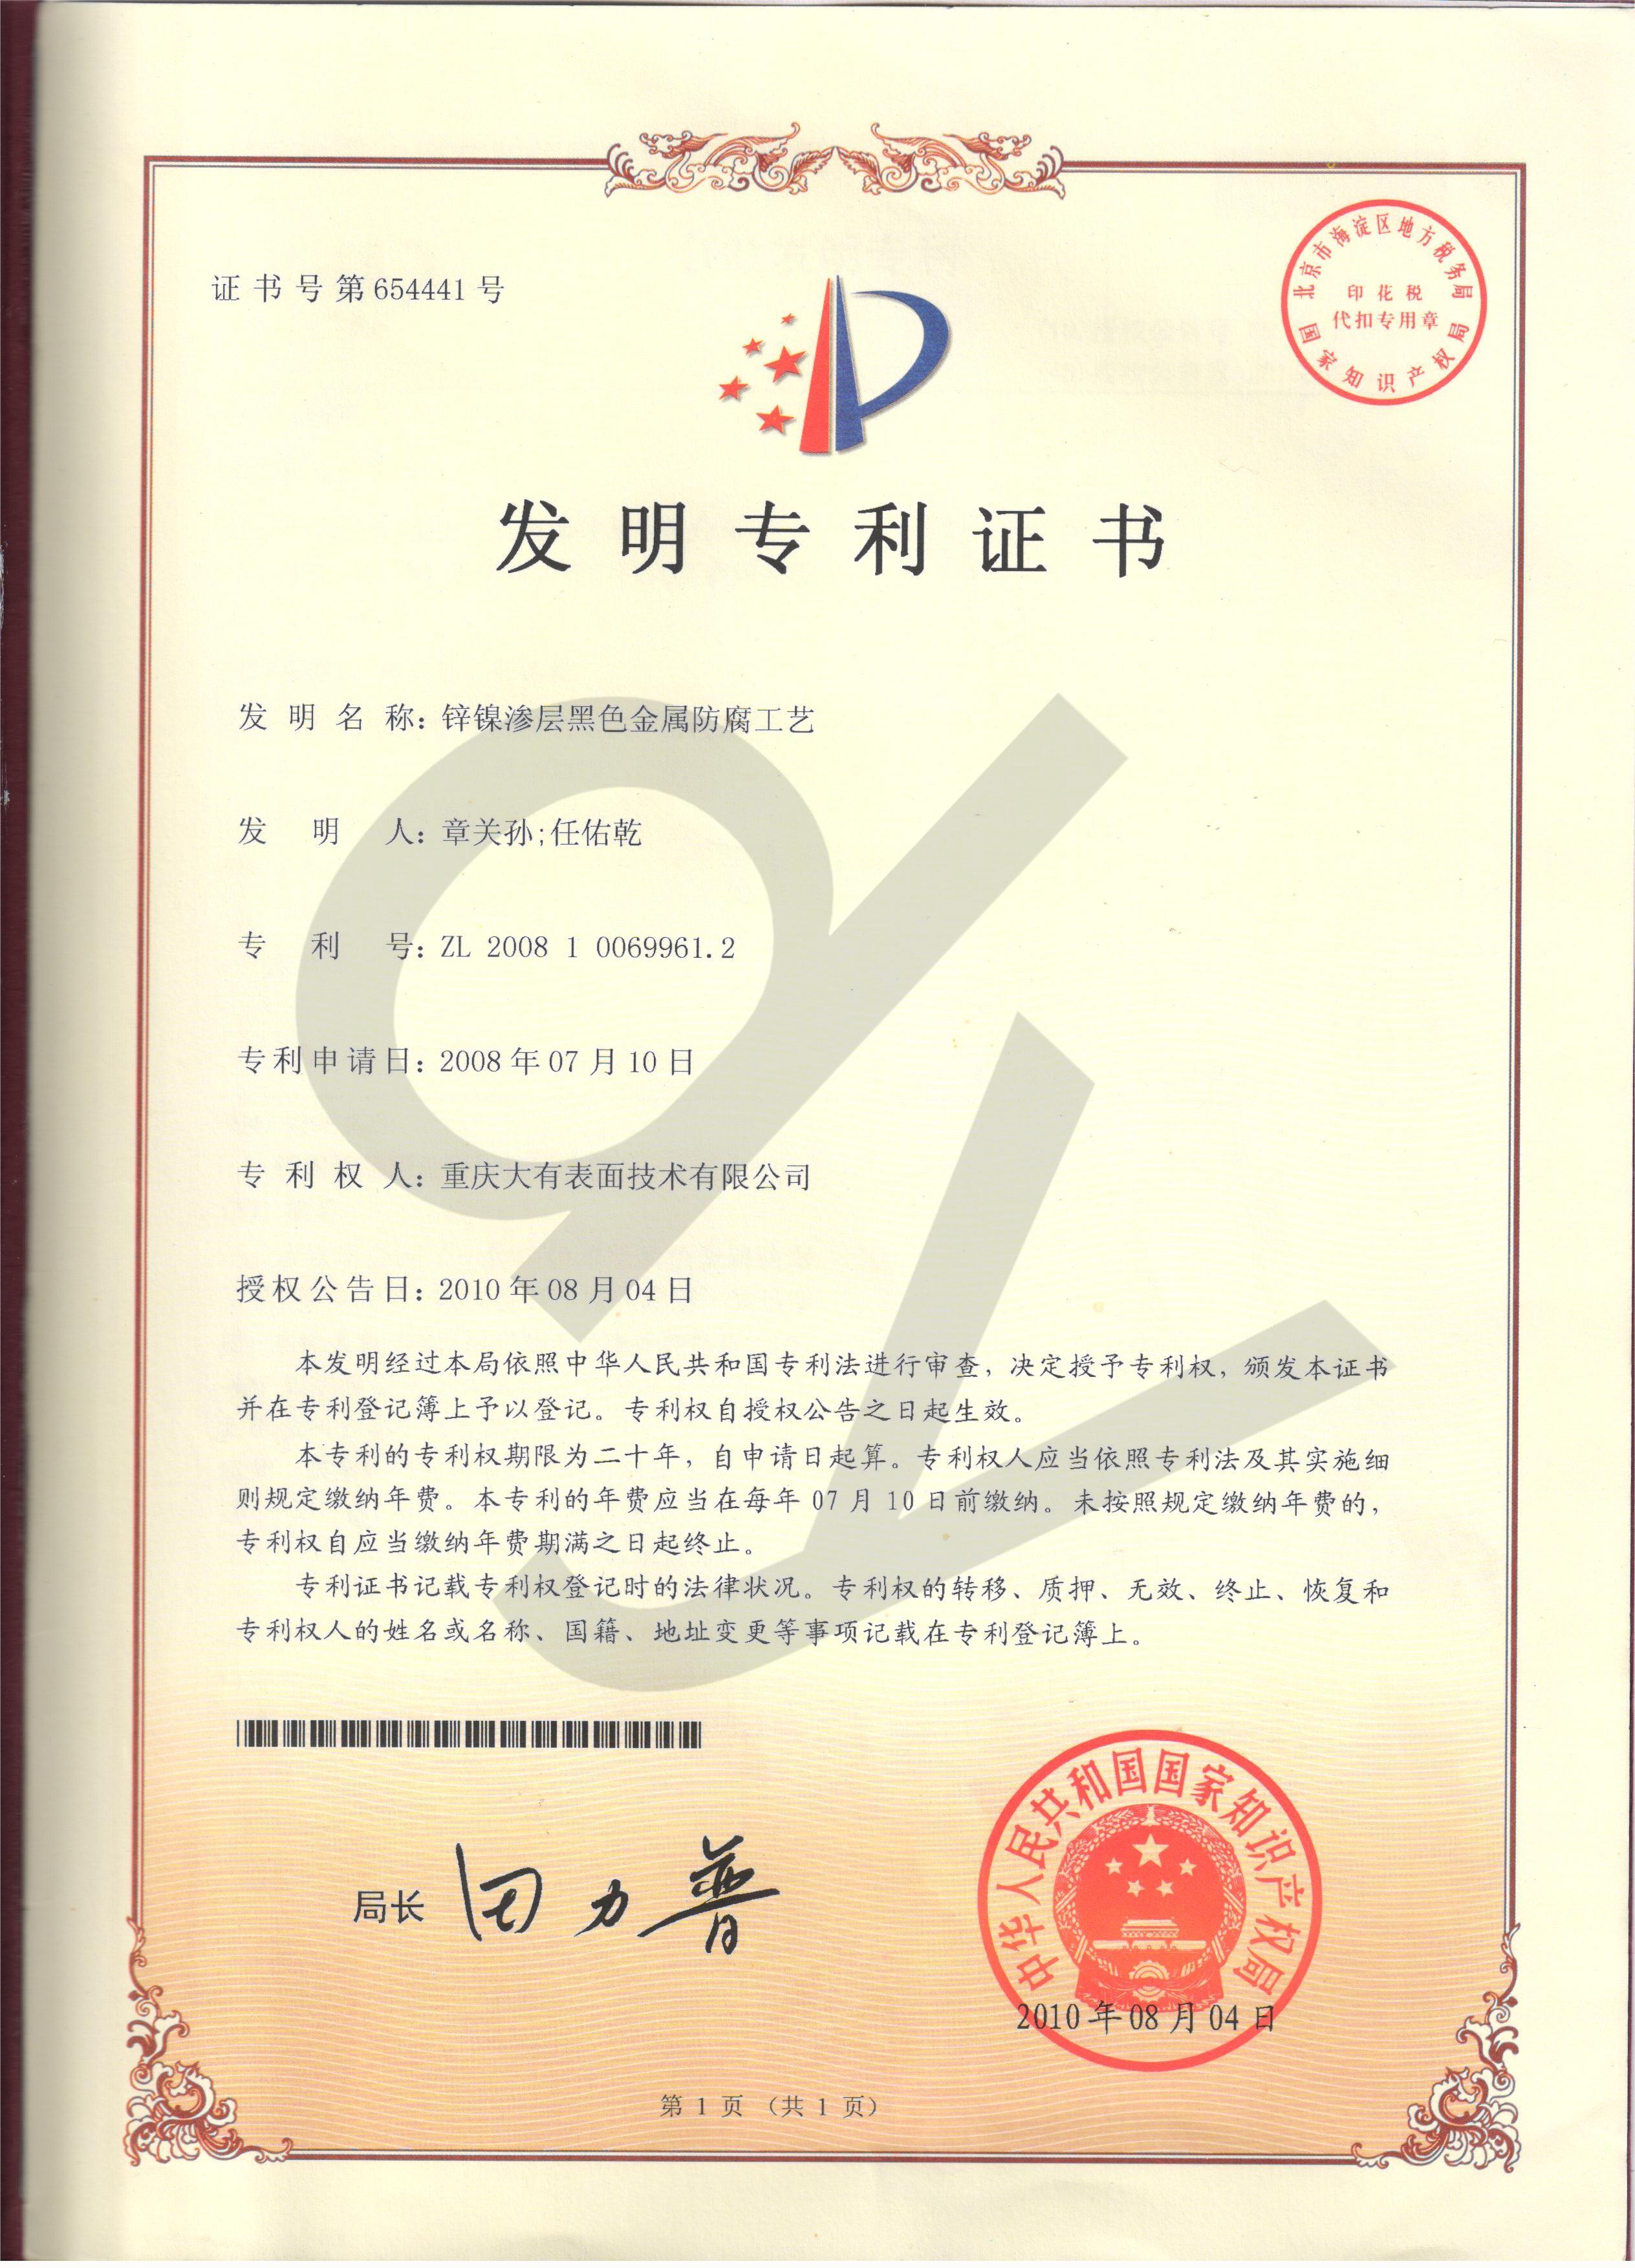 证书号第654441号
北京市海淀区地方税务局
印花税
代扣专用章
国家知识产权局
发明专利证书
发明名称：锌镍渗层黑色金属防腐工艺
发明人：章关孙;任佑乾
专利号：ZL 2008 1 0069961.2
专利申请日：2008年07月10日
专利权人：重庆大有表面技术有限公司
授权公告日：2010年08月04日
本发明经过本局依照中华人民共和国专利法进行审查，决定授予专利权，颁发本证书
并在专利登记簿上予以登记。专利权自授权公告之日起生效。
本专利的专利权期限为二十年，自申请日起算。专利权人应当依照专利法及其实施细
则规定缴纳年费。本专利的年费应当在每年07月10日前缴纳。未按照规定缴纳年费的，
专利权自应当缴纳年费期满之日起终止。
专利证书记载专利权登记时的法律状况。专利权的转移、质押、无效、终止、恢复和
专利权人的姓名或名称、国籍、地址变更等事项记载在专利登记簿上。
局长 田力普
中华人民共和国国家知识产权局
2010年08月04日
第1页（共1页）